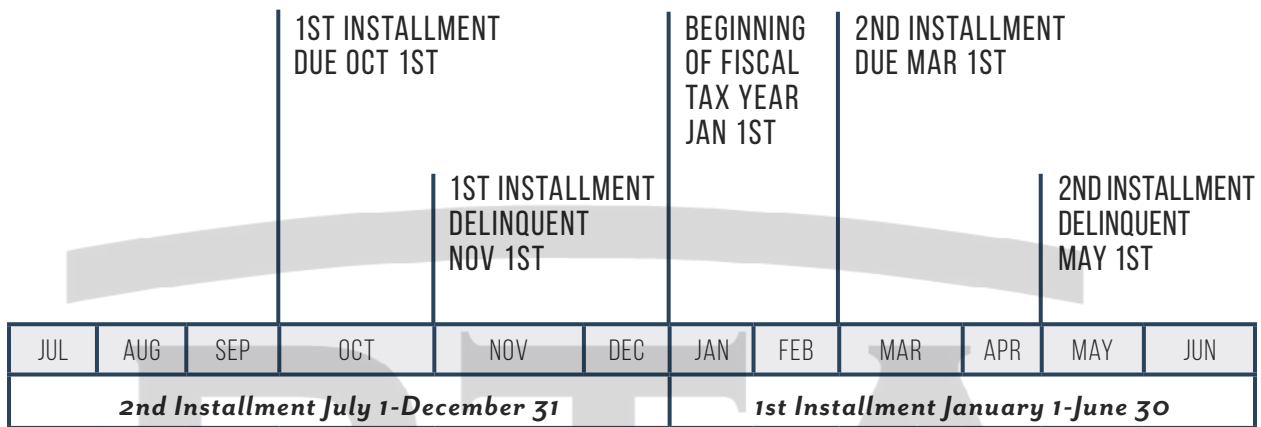 1ST INSTALLMENT
DUE OCT 1ST
BEGINNING
OF FISCAL
TAX YEAR
JAN 1ST
2ND INSTALLMENT
DUE MAR 1ST
1ST INSTALLMENT
DELINQUENT
NOV 1ST
2ND INSTALLMENT
DELINQUENT
MAY 1ST
JUL AUG SEP OCT NOV DEC JAN FEB MAR APR MAY JUN
2nd Installment July 1-December 31 1st Installment January 1-June 30